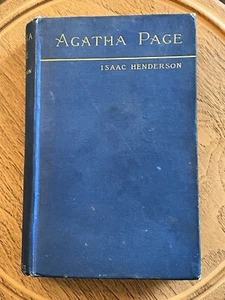 AGATHA PAGE
ISAAC HENDERSON